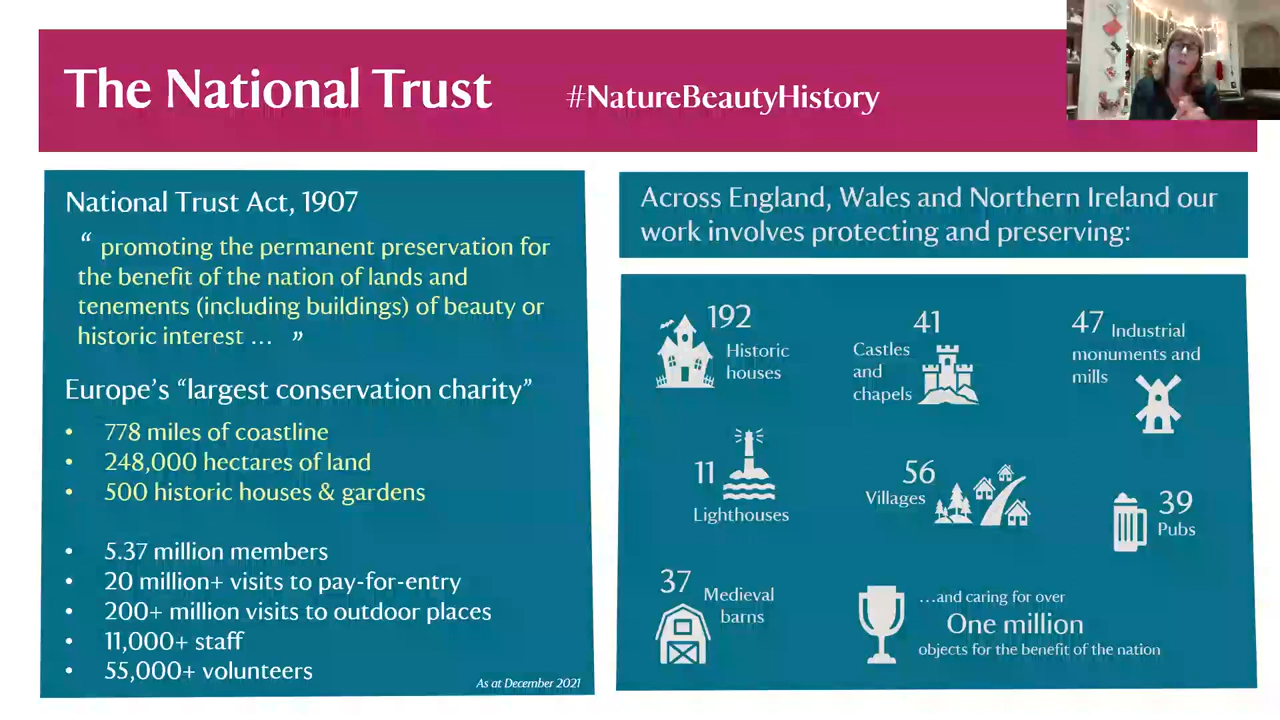 The National Trust #NatureBeautyHistory
National Trust Act, 1907
“ promoting the permanent preservation for
the benefit of the nation of lands and
tenements (including buildings) of beauty or
historic interest … ”
Europe’s “largest conservation charity”
• 778 miles of coastline
• 248,000 hectares of land
• 500 historic houses & gardens
• 5.37 million members
• 20 million+ visits to pay-for-entry
• 200+ million visits to outdoor places
• 11,000+ staff
• 55,000+ volunteers
As at December 2021
Across England, Wales and Northern Ireland our
work involves protecting and preserving:
192
Historic
houses
41
Castles
and
chapels
47 Industrial
monuments and
mills
11
Lighthouses
56
Villages
39
Pubs
37 Medieval
barns
…and caring for over
One million
objects for the benefit of the nation